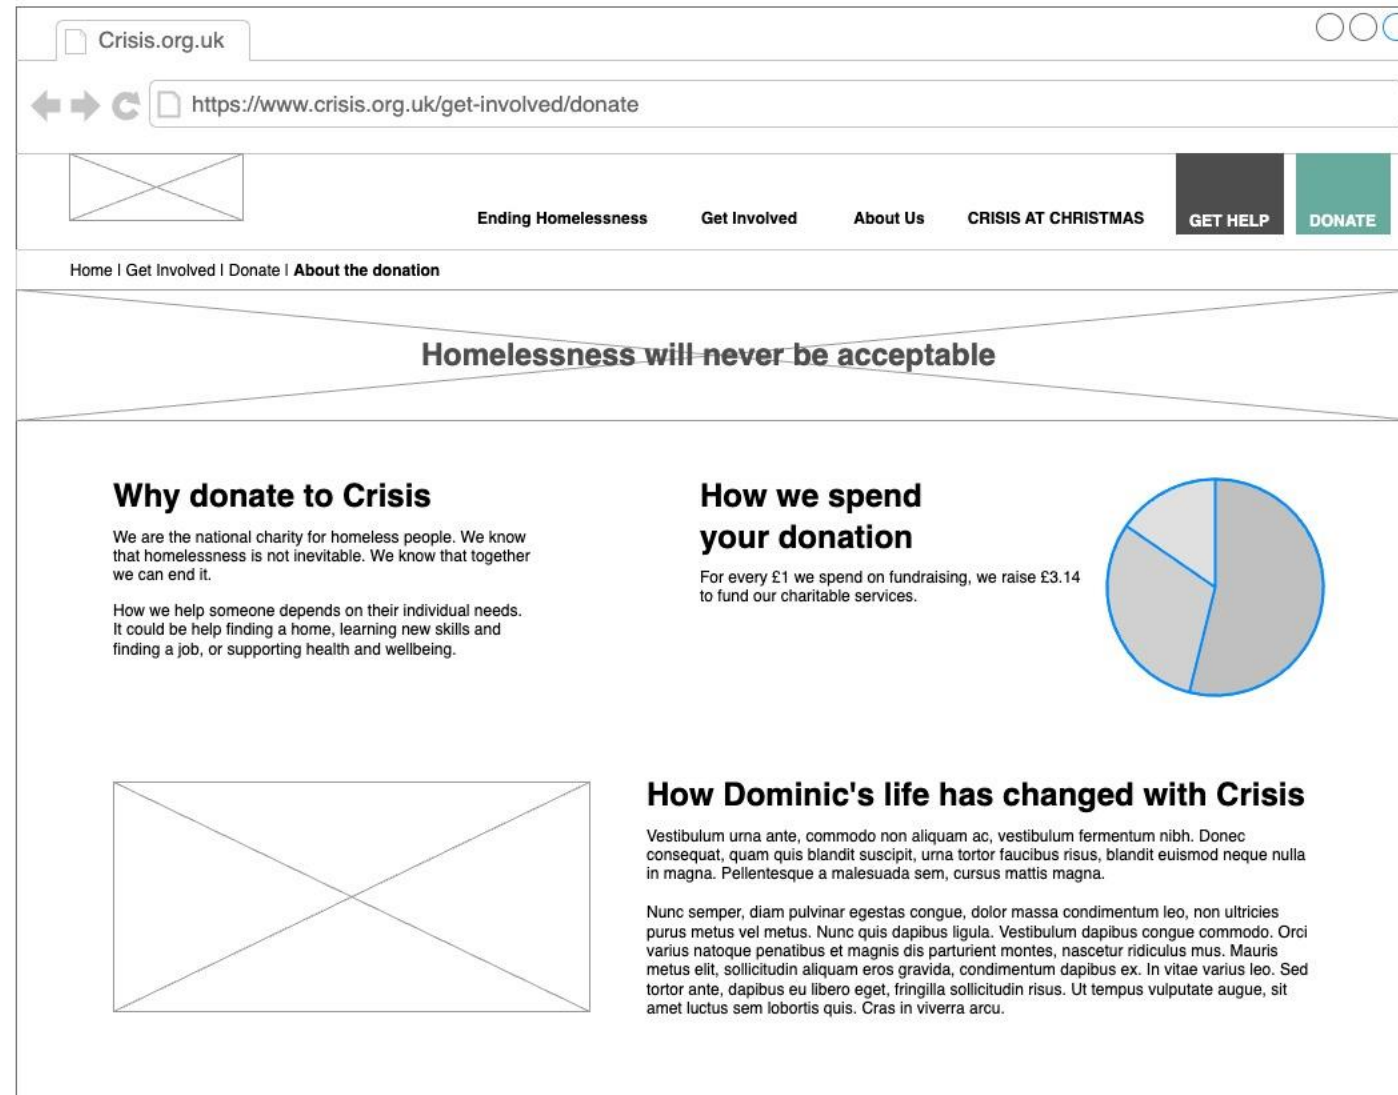 Crisis.org.uk
https://www.crisis.org.uk/get-involved/donate
Ending Homelessness Get Involved About Us CRISIS AT CHRISTMAS GET HELP DONATE
Home | Get Involved | Donate | About the donation
Homelessness will never be acceptable
Why donate to Crisis
We are the national charity for homeless people. We know
that homelessness is not inevitable. We know that together
we can end it.
How we help someone depends on their individual needs.
It could be help finding a home, learning new skills and
finding a job, or supporting health and wellbeing.
How we spend
your donation
For every £1 we spend on fundraising, we raise £3.14
to fund our charitable services.
How Dominic's life has changed with Crisis
Vestibulum urna ante, commodo non aliquam ac, vestibulum fermentum nibh. Donec
consequat, quam quis blandit suscipit, urna tortor faucibus risus, blandit euismod neque nulla
in magna. Pellentesque a malesuada sem, cursus mattis magna.
Nunc semper, diam pulvinar egestas congue, dolor massa condimentum leo, non ultricies
purus metus vel metus. Nunc quis dapibus ligula. Vestibulum dapibus congue commodo. Orci
varius natoque penatibus et magnis dis parturient montes, nascetur ridiculus mus. Mauris
metus elit, sollicitudin aliquam eros gravida, condimentum dapibus ex. In vitae varius leo. Sed
tortor ante, dapibus eu libero eget, fringilla sollicitudin risus. Ut tempus vulputate augue, sit
amet luctus sem lobortis quis. Cras in viverra arcu.